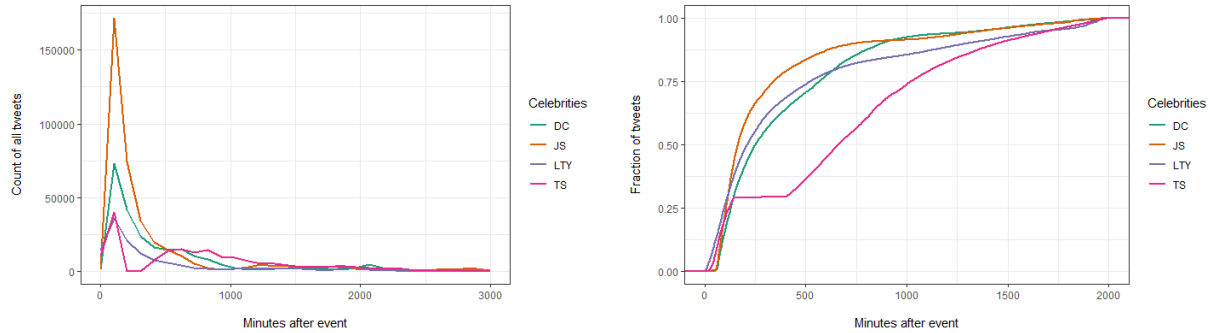 Count of all tweets
150000
100000
50000
0
0
1000
2000
3000
Minutes after event
Celebrities
DC
JS
LTY
TS
Fraction of tweets
1.00
0.75
0.50
0.25
0.00
0
500
1000
1500
2000
Minutes after event
Celebrities
DC
JS
LTY
TS